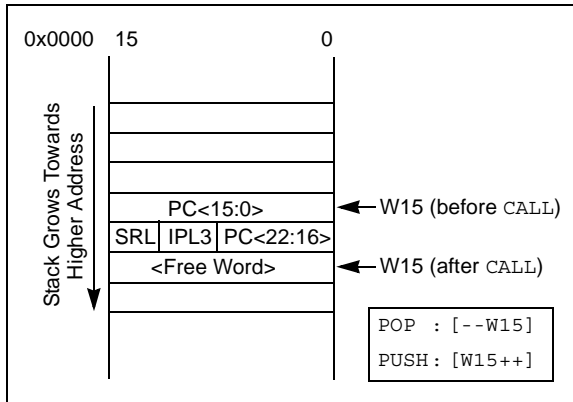 0x0000 15 0
Stack Grows Towards
Higher Address
PC<15:0>
W15 (before CALL)
SRL IPL3 PC<22:16>
<Free Word>
W15 (after CALL)
POP : [--W15]
PUSH : [W15++]